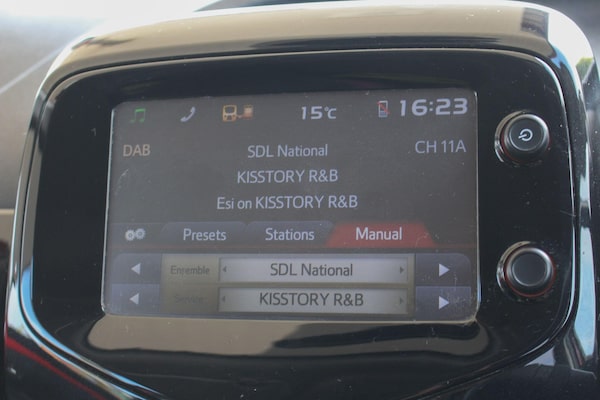 15°C 16:23
DAB SDL National CH 11A
KISSTORY R&B
Esi on KISSTORY R&B
Presets Stations Manual
Ensemble SDL National
Service KISSTORY R&B